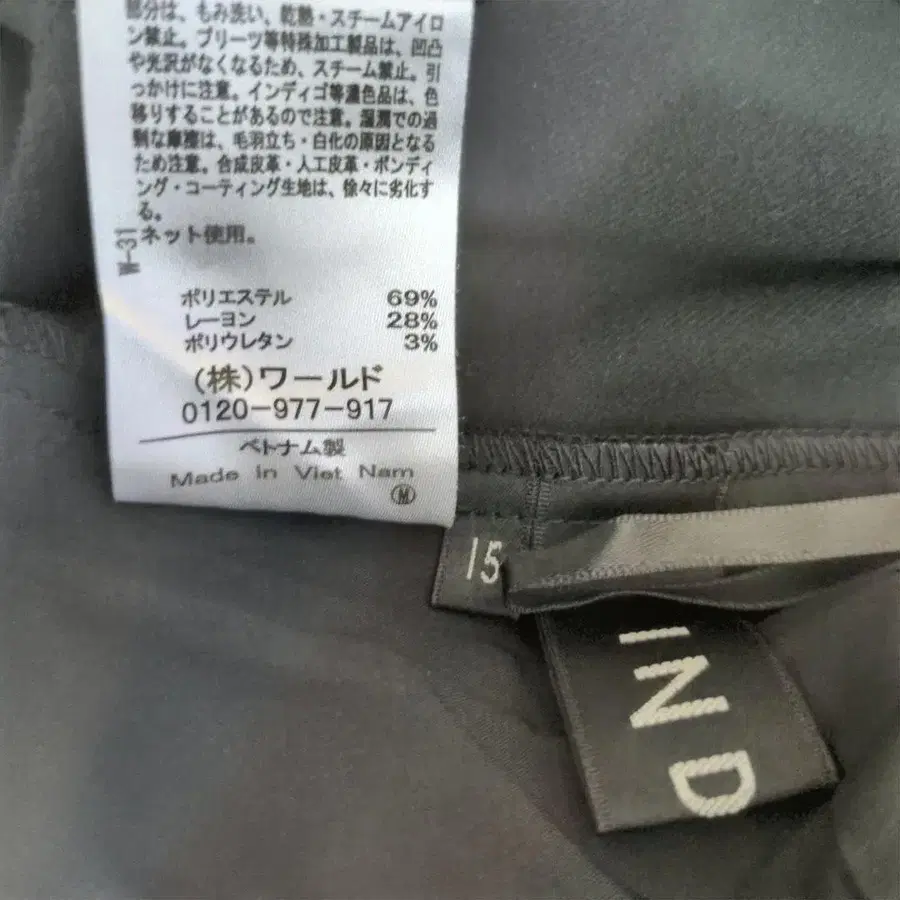 部分は、もみ洗い、乾熱・スチームアイロ
ン禁止。プリーツ等特殊加工製品は、凹凸
や光沢がなくなるため、スチーム禁止。引
っかけに注意。インディゴ等濃色品は、色
移りすることがあるので注意。湿潤での過
剰な摩擦は、毛羽立ち・白化の原因となる
ため注意。合成皮革・人工皮革・ボンディ
ング・コーティング生地は、徐々に劣化す
る。
ネット使用。
W-31
ポリエステル 69%
レーヨン 28%
ポリウレタン 3%
(株)ワールド
0120-977-917
ベトナム製
Made in Viet Nam
Ⓜ
15
IND